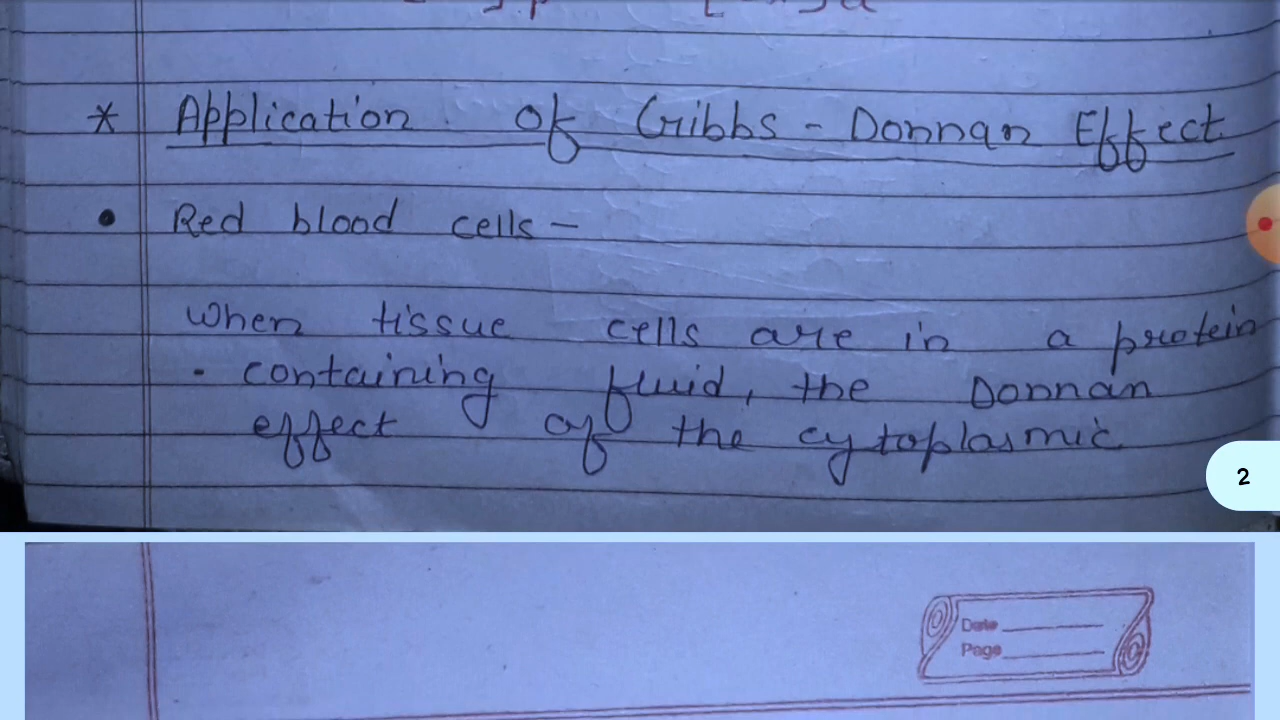 * Application of Gibbs - Donnan Effect
• Red blood cells -
when tissue cells are in a protein
- containing fluid, the Donnan
effect of the cytoplasmic
2
Date
Page